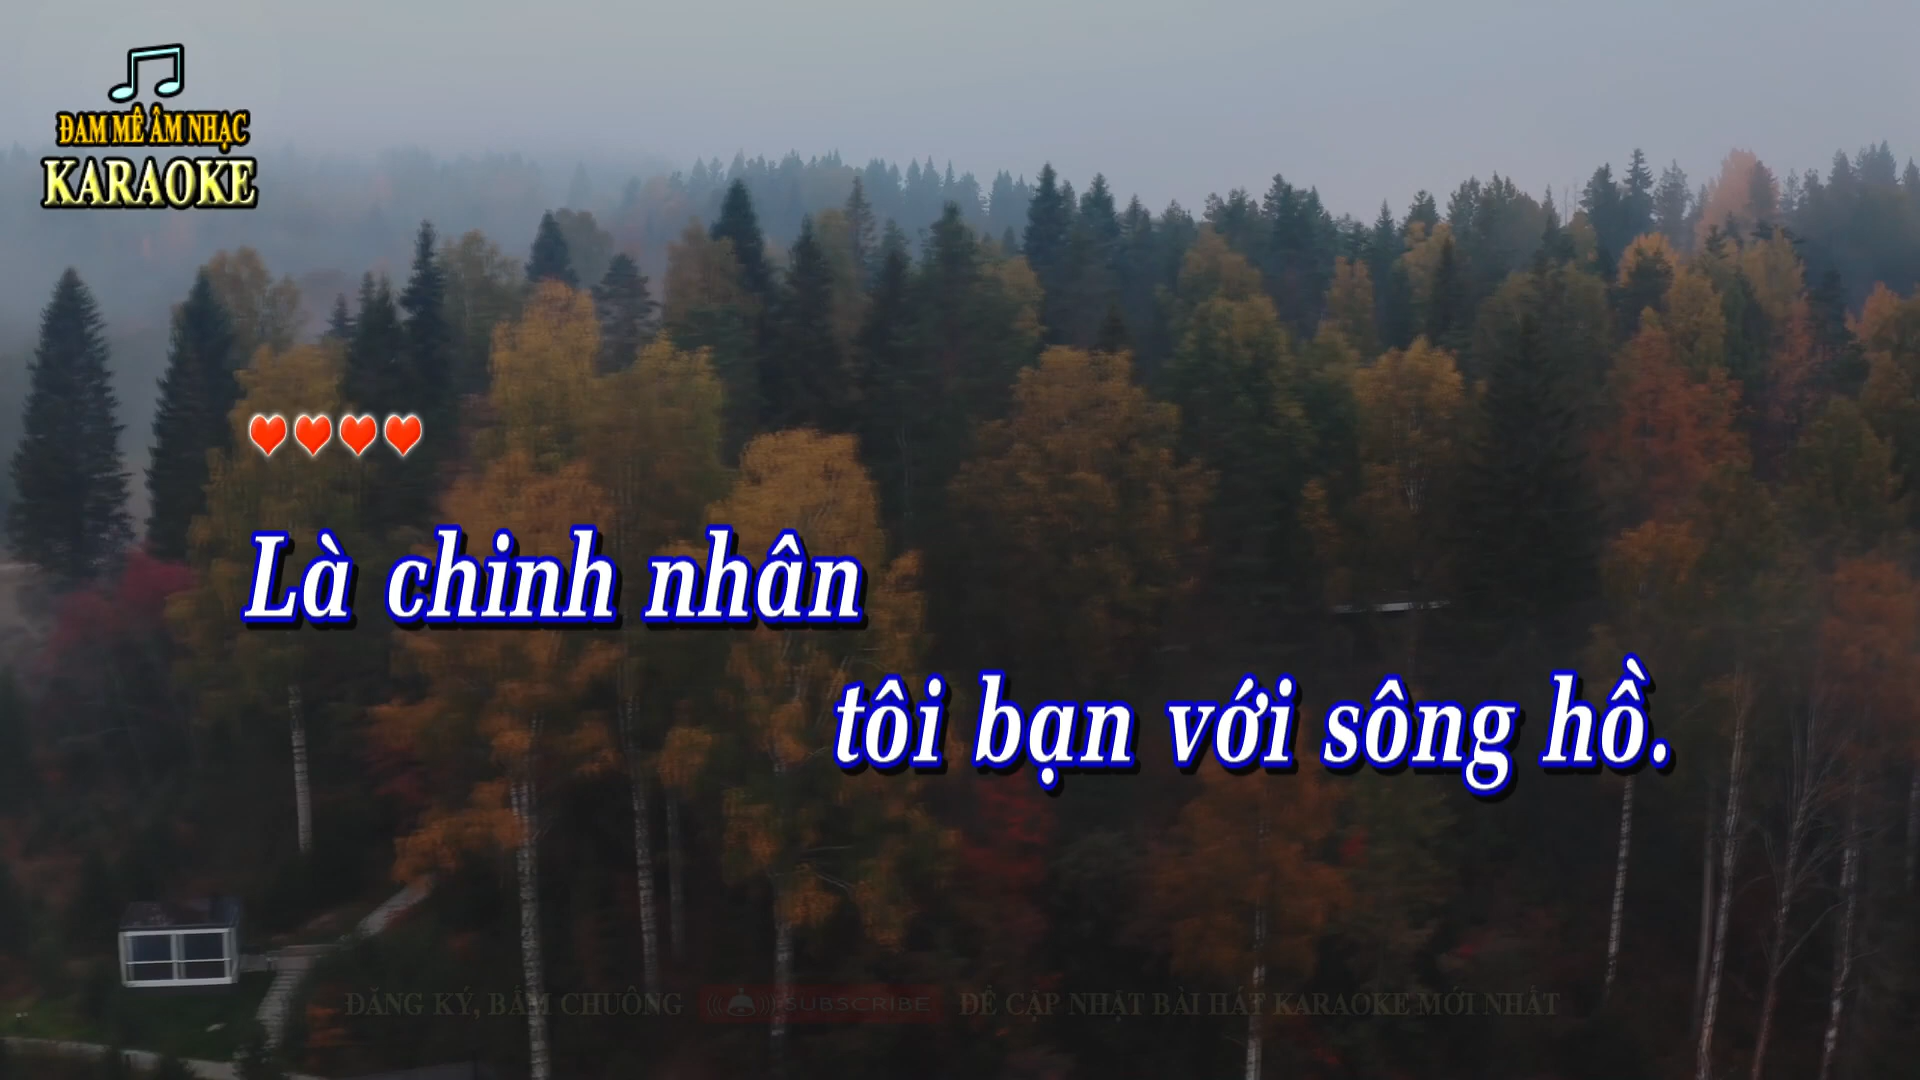 ĐAM MÊ ÂM NHẠC
KARAOKE
Là chinh nhân
tôi bạn với sông hồ.
ĐĂNG KÝ, BẤM CHUÔNG SUBSCRIBE ĐỂ CẬP NHẬT BÀI HÁT KARAOKE MỚI NHẤT